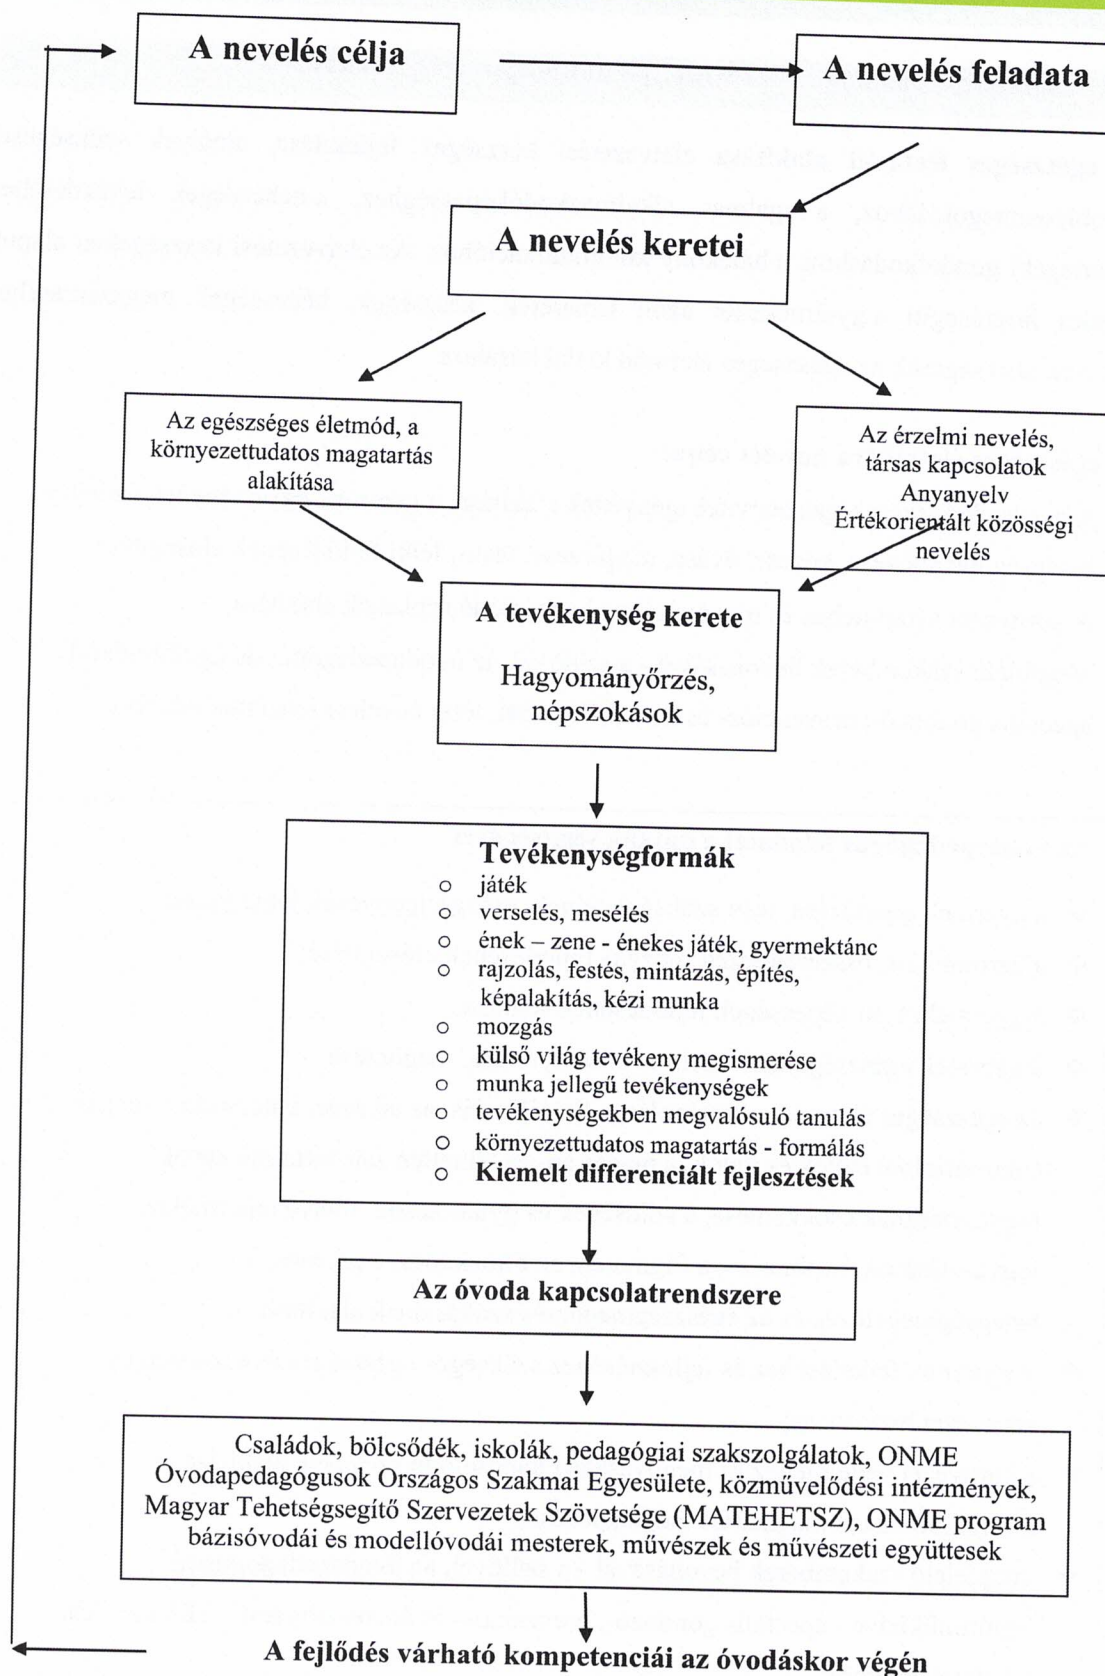 A nevelés célja
A nevelés feladata
A nevelés keretei
Az egészséges életmód, a
környezettudatos magatartás
alakítása
Az érzelmi nevelés,
társas kapcsolatok
Anyanyelv
Értékorientált közösségi
nevelés
A tevékenység kerete
Hagyományőrzés,
népszokások
Tevékenységformák
○ játék
○ verselés, mesélés
○ ének – zene - énekes játék, gyermektánc
○ rajzolás, festés, mintázás, építés,
képalakítás, kézi munka
○ mozgás
○ külső világ tevékeny megismerése
○ munka jellegű tevékenységek
○ tevékenységekben megvalósuló tanulás
○ környezettudatos magatartás - formálás
○ Kiemelt differenciált fejlesztések
Az óvoda kapcsolatrendszere
Családok, bölcsődék, iskolák, pedagógiai szakszolgálatok, ONME
Óvodapedagógusok Országos Szakmai Egyesülete, közművelődési intézmények,
Magyar Tehetségsegítő Szervezetek Szövetsége (MATEHETSZ), ONME program
bázisóvodái és modellóvodái mesterek, művészek és művészeti együttesek
A fejlődés várható kompetenciái az óvodáskor végén